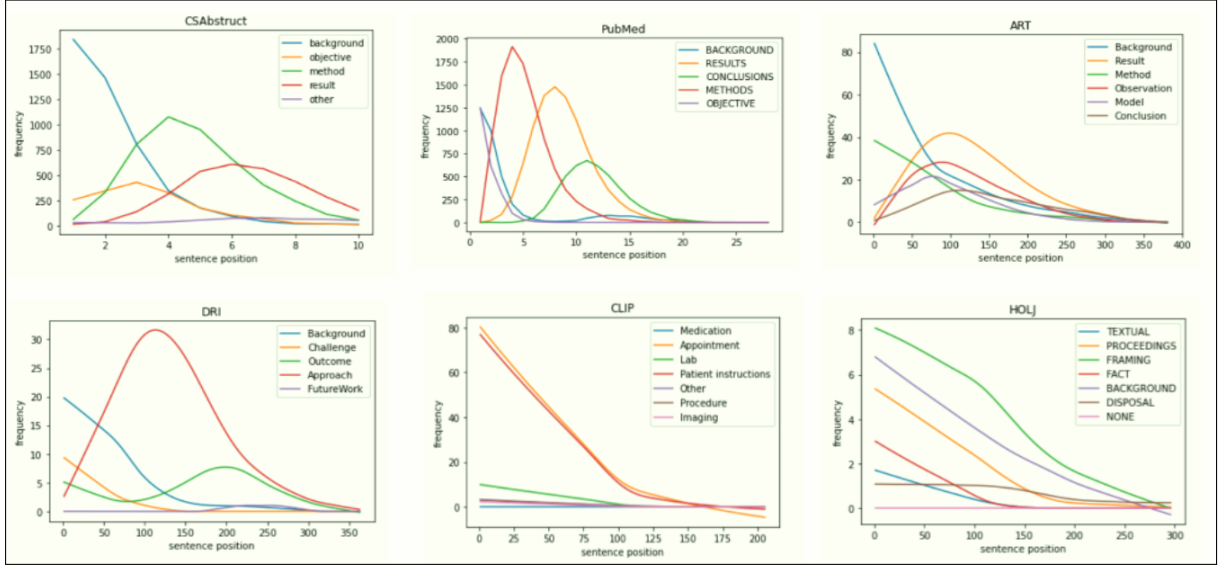 CSAbstract
1750
1500
1250
1000
750
500
250
0
frequency
background
objective
method
result
other
2 4 6 8 10
sentence position
PubMed
2000
1750
1500
1250
1000
750
500
250
0
frequency
BACKGROUND
RESULTS
CONCLUSIONS
METHODS
OBJECTIVE
0 5 10 15 20 25
sentence position
ART
80
60
40
20
0
frequency
Background
Result
Method
Observation
Model
Conclusion
0 50 100 150 200 250 300 350 400
sentence position
DRI
30
25
20
15
10
5
0
frequency
Background
Challenge
Outcome
Approach
FutureWork
0 50 100 150 200 250 300 350
sentence position
CLIP
80
60
40
20
0
frequency
Medication
Appointment
Lab
Patient instructions
Other
Procedure
Imaging
0 25 50 75 100 125 150 175 200
sentence position
HOLJ
8
6
4
2
0
frequency
TEXTUAL
PROCEEDINGS
FRAMING
FACT
BACKGROUND
DISPOSAL
NONE
0 50 100 150 200 250 300
sentence position